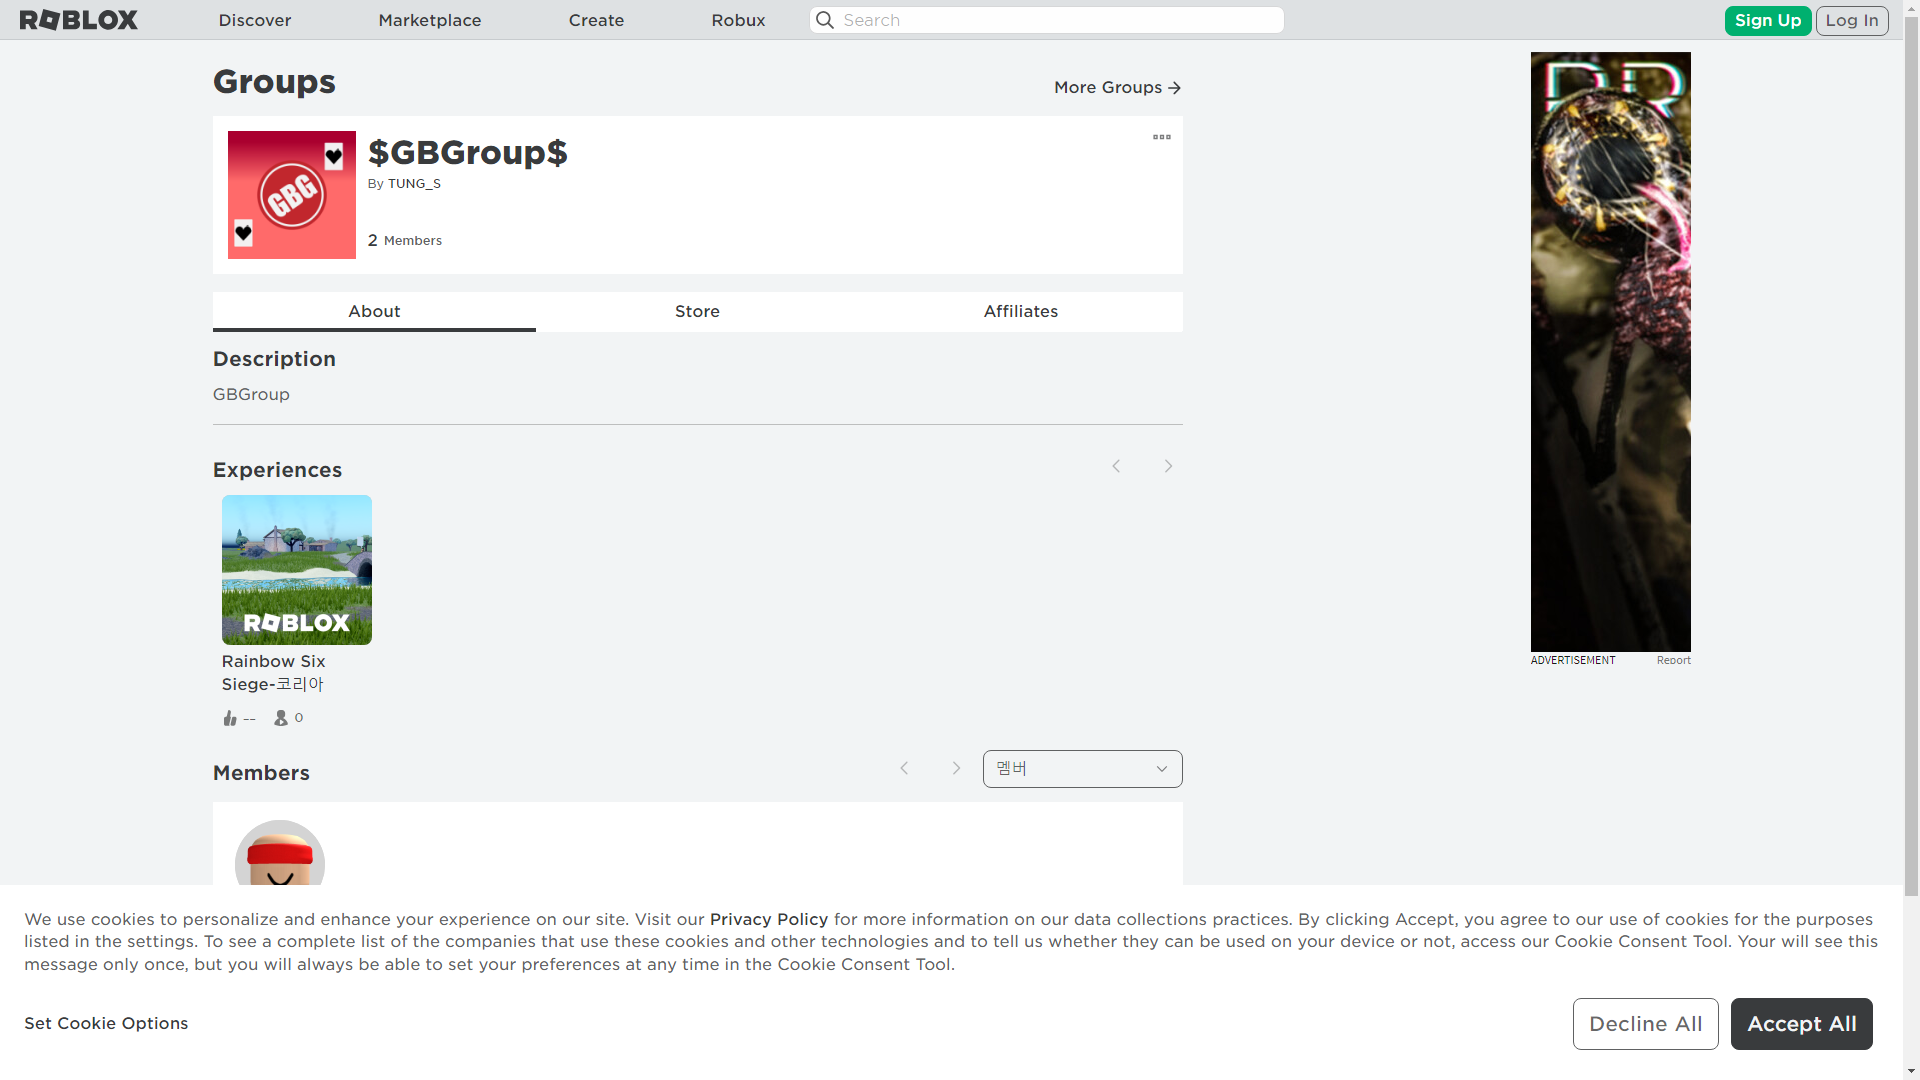 ROBLOX
Discover
Marketplace
Create
Robux
Search
Sign Up
Log In
Groups
More Groups
GBG
$GBGroup$
By TUNG_S
2 Members
About
Store
Affiliates
Description
GBGroup
Experiences
ROBLOX
Rainbow Six
Siege-코리아
--
0
ADVERTISEMENT
Report
Members
멤버
We use cookies to personalize and enhance your experience on our site. Visit our Privacy Policy for more information on our data collections practices. By clicking Accept, you agree to our use of cookies for the purposes
listed in the settings. To see a complete list of the companies that use these cookies and other technologies and to tell us whether they can be used on your device or not, access our Cookie Consent Tool. Your will see this
message only once, but you will always be able to set your preferences at any time in the Cookie Consent Tool.
Set Cookie Options
Decline All
Accept All